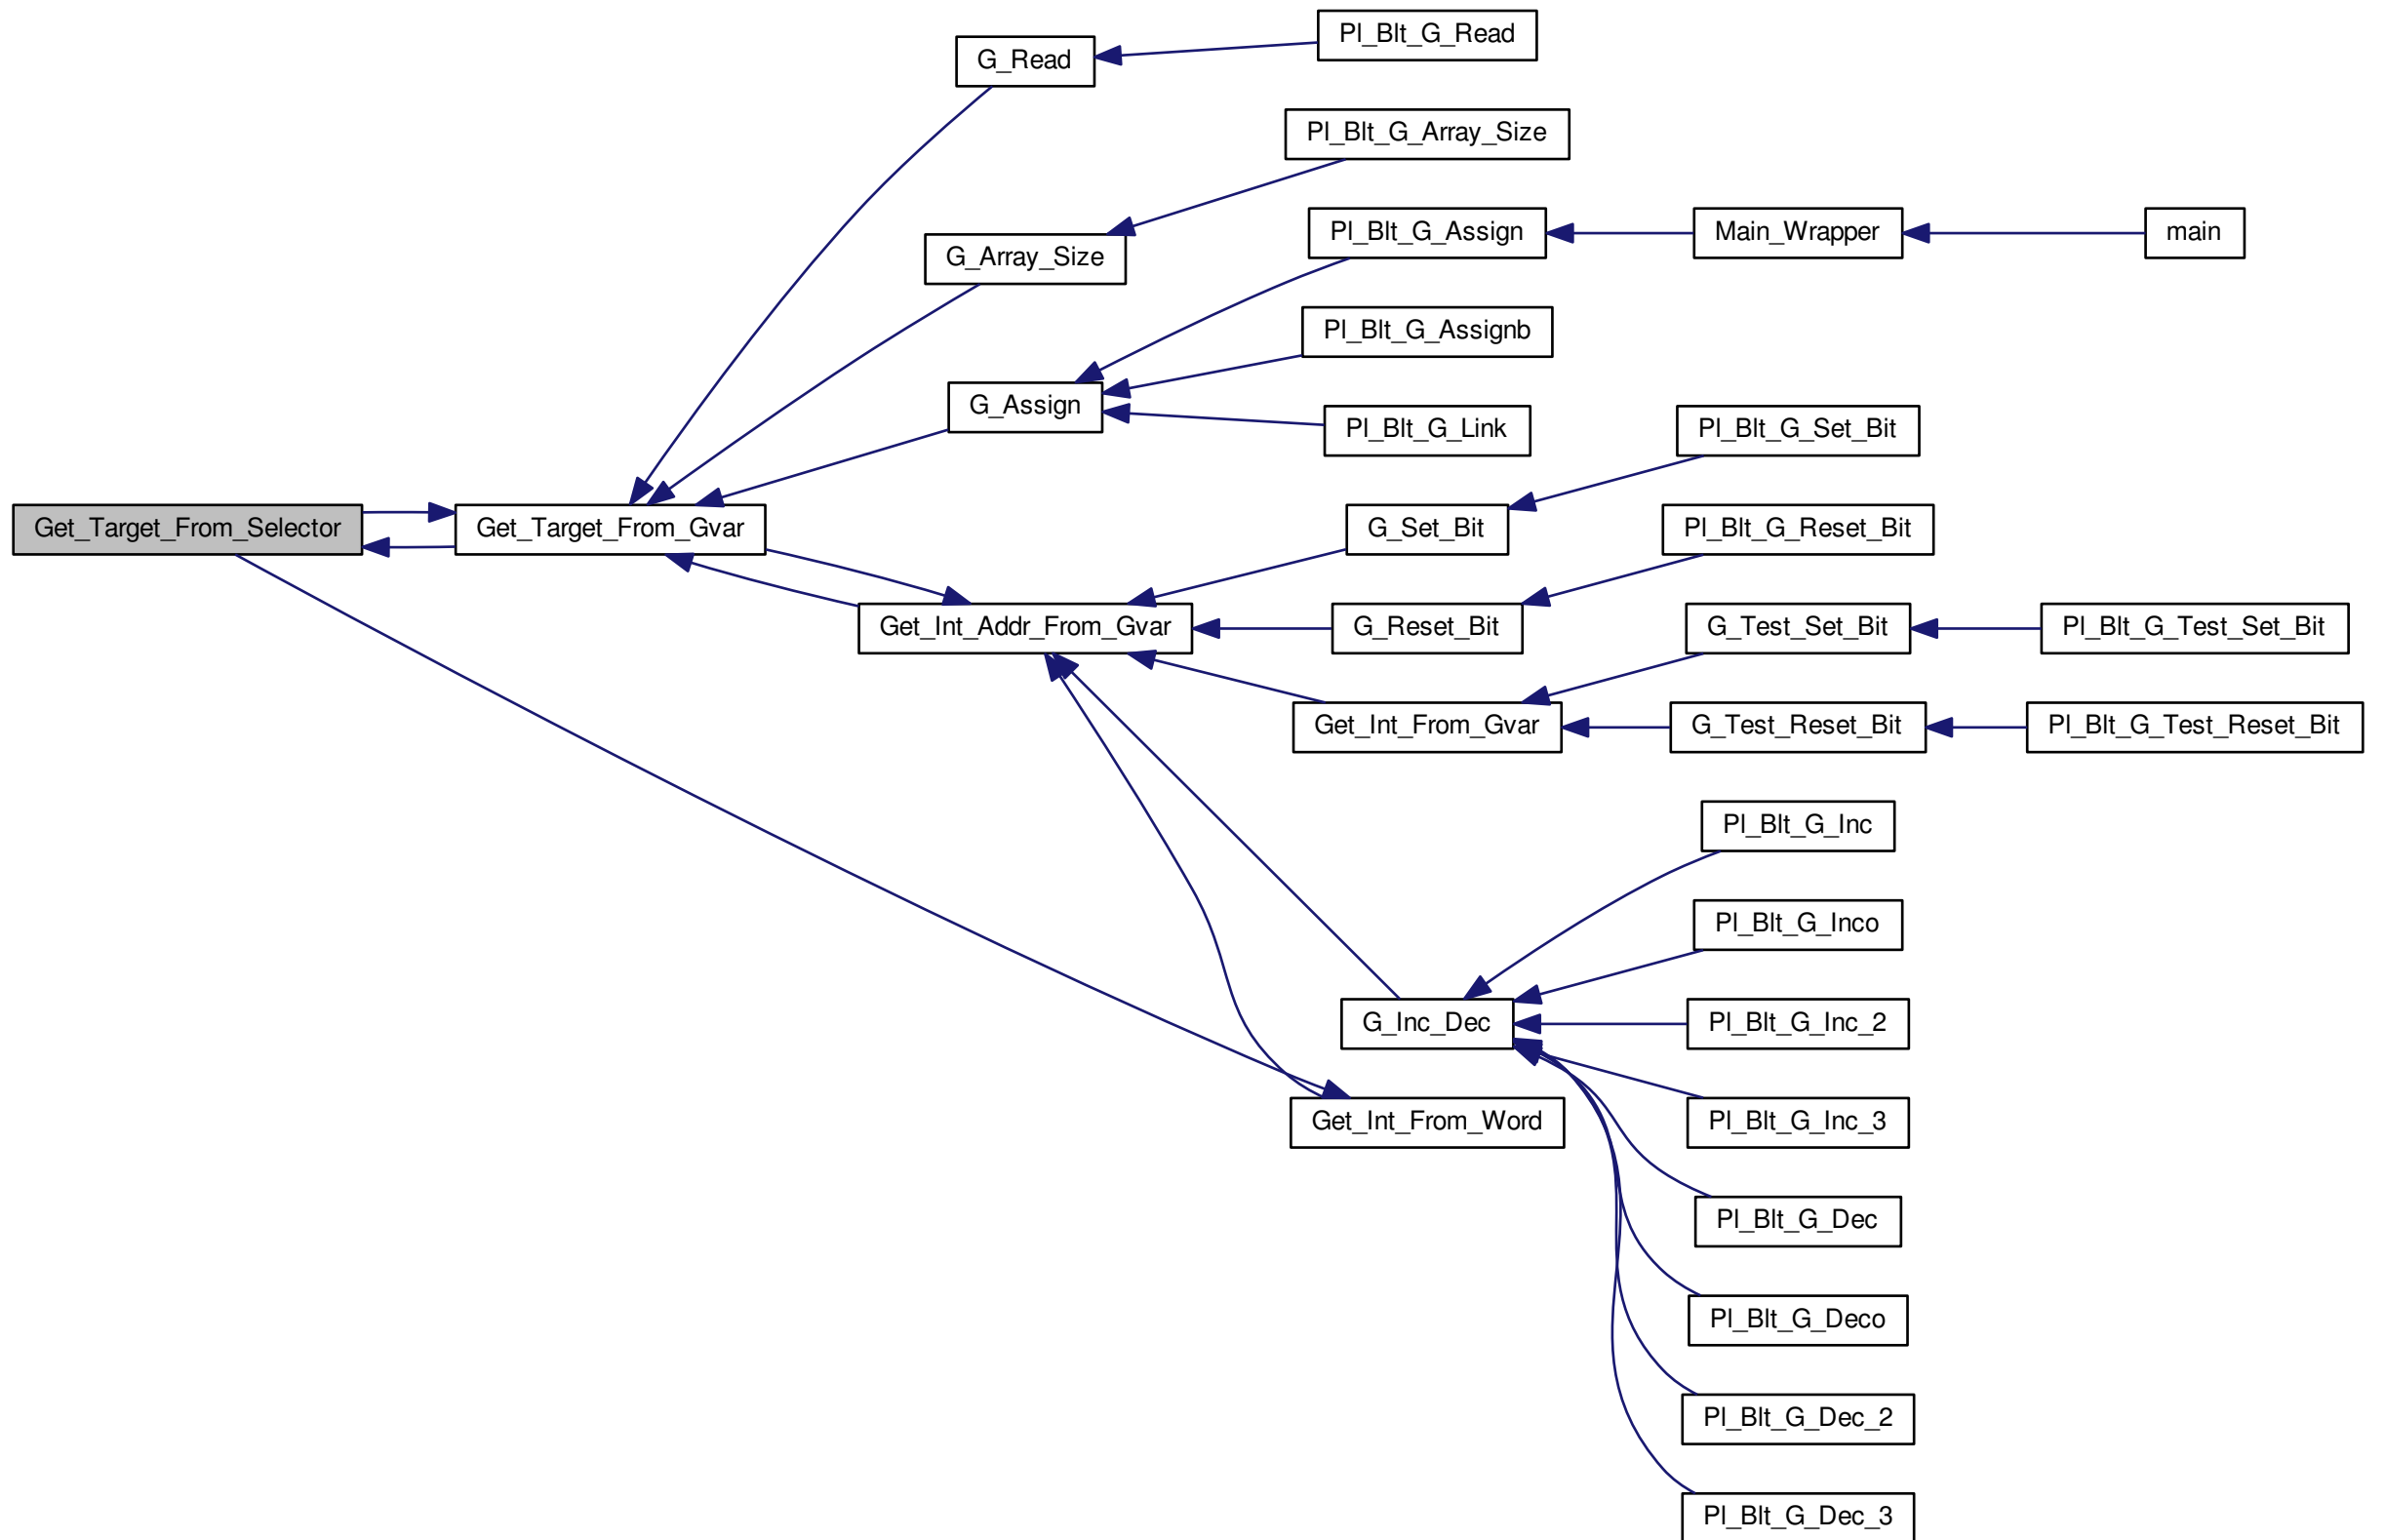 Pl_Blt_G_Read
G_Read
Pl_Blt_G_Array_Size
Pl_Blt_G_Assign
Main_Wrapper
main
G_Array_Size
Pl_Blt_G_Assignb
G_Assign
Pl_Blt_G_Link
Pl_Blt_G_Set_Bit
Get_Target_From_Selector
Get_Target_From_Gvar
G_Set_Bit
Pl_Blt_G_Reset_Bit
Get_Int_Addr_From_Gvar
G_Reset_Bit
G_Test_Set_Bit
Pl_Blt_G_Test_Set_Bit
Get_Int_From_Gvar
G_Test_Reset_Bit
Pl_Blt_G_Test_Reset_Bit
Pl_Blt_G_Inc
Pl_Blt_G_Inco
G_Inc_Dec
Pl_Blt_G_Inc_2
Get_Int_From_Word
Pl_Blt_G_Inc_3
Pl_Blt_G_Dec
Pl_Blt_G_Deco
Pl_Blt_G_Dec_2
Pl_Blt_G_Dec_3